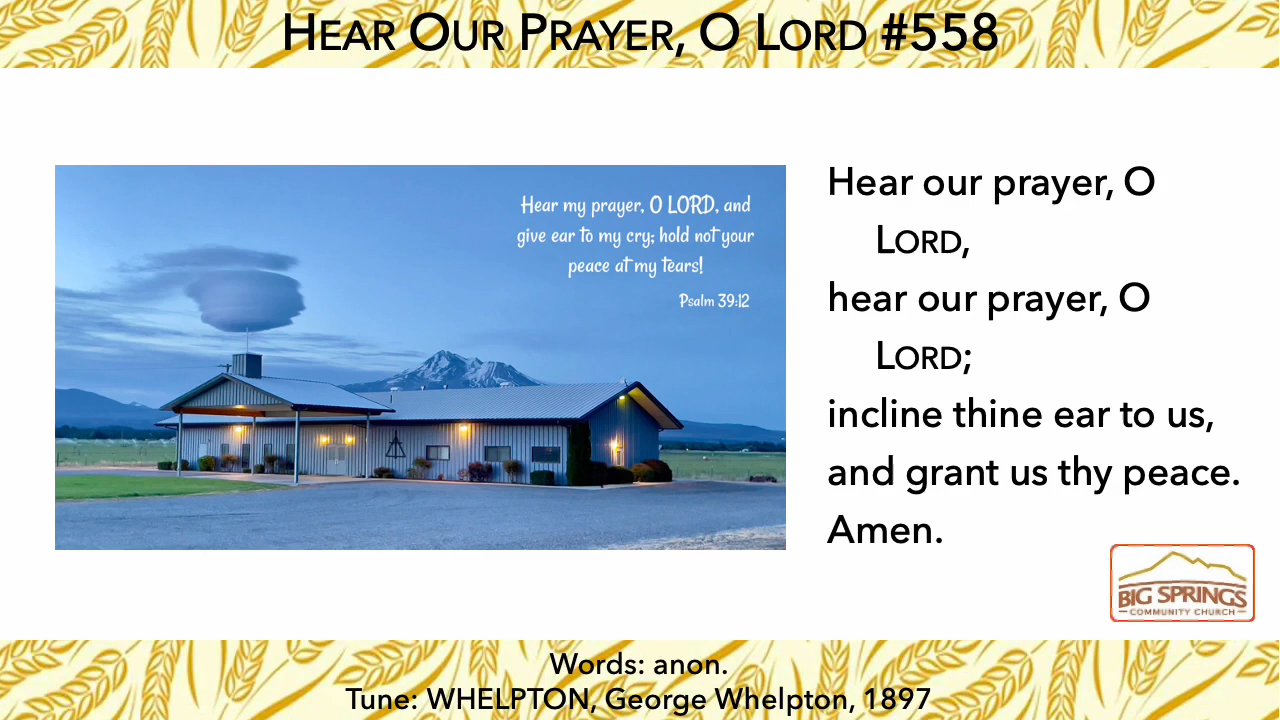 HEAR OUR PRAYER, O LORD #558
Hear my prayer, O LORD, and
give ear to my cry; hold not your
peace at my tears!
Psalm 39:12
Hear our prayer, O
LORD,
hear our prayer, O
LORD;
incline thine ear to us,
and grant us thy peace.
Amen.
BIG SPRINGS
COMMUNITY CHURCH
Words: anon.
Tune: WHELPTON, George Whelpton, 1897